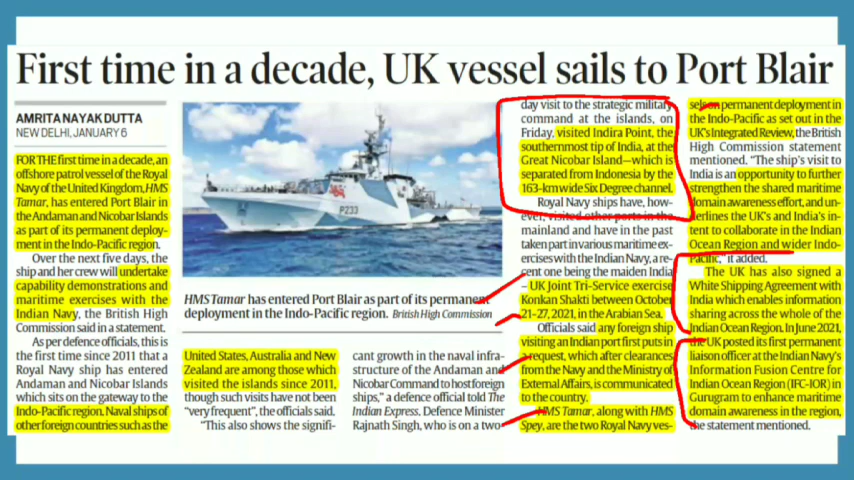 First time in a decade, UK vessel sails to Port Blair
AMRITA NAYAK DUTTA
NEW DELHI, JANUARY 6
FOR THE first time in a decade, an
offshore patrol vessel of the Royal
Navy of the United Kingdom, HMS
Tamar, has entered Port Blair in
the Andaman and Nicobar Islands
as part of its permanent deploy-
ment in the Indo-Pacific region.
Over the next five days, the
ship and her crew will undertake
capability demonstrations and
maritime exercises with the
Indian Navy, the British High
Commission said in a statement.
As per defence officials, this is
the first time since 2011 that a
Royal Navy ship has entered
Andaman and Nicobar Islands
which sits on the gateway to the
Indo-Pacific region. Naval ships of
other foreign countries such as the
P233
HMS Tamar has entered Port Blair as part of its permanent
deployment in the Indo-Pacific region. British High Commission
United States, Australia and New
Zealand are among those which
visited the islands since 2011,
though such visits have not been
"very frequent", the officials said.
"This also shows the signifi-
cant growth in the naval infra-
structure of the Andaman and
Nicobar Command to host foreign
ships," a defence official told The
Indian Express. Defence Minister
Rajnath Singh, who is on a two-
day visit to the strategic military
command at the islands, on
Friday, visited Indira Point, the
southernmost tip of India, at the
Great Nicobar Island — which is
separated from Indonesia by the
163-km wide Six Degree channel.
Royal Navy ships have, how-
ever, visited other ports in the
mainland and have in the past
taken part in various maritime ex-
ercises with the Indian Navy, a re-
cent one being the maiden India
– UK Joint Tri-Service exercise
Konkan Shakti between October
21-27, 2021, in the Arabian Sea.
Officials said any foreign ship
visiting an Indian port first puts in
a request, which after clearances
from the Navy and the Ministry of
External Affairs, is communicated
to the country.
HMS Tamar, along with HMS
Spey, are the two Royal Navy ves-
sels on permanent deployment in
the Indo-Pacific as set out in the
UK's Integrated Review, the British
High Commission statement
mentioned. "The ship's visit to
India is an opportunity to further
strengthen the shared maritime
domain awareness effort, and un-
derlines the UK's and India's in-
tent to collaborate in the Indian
Ocean Region and wider Indo-
Pacific," it added.
The UK has also signed a
White Shipping Agreement with
India which enables information
sharing across the whole of the
Indian Ocean Region. In June 2021,
the UK posted its first permanent
liaison officer at the Indian Navy's
Information Fusion Centre for
Indian Ocean Region (IFC-IOR) in
Gurugram to enhance maritime
domain awareness in the region,
the statement mentioned.